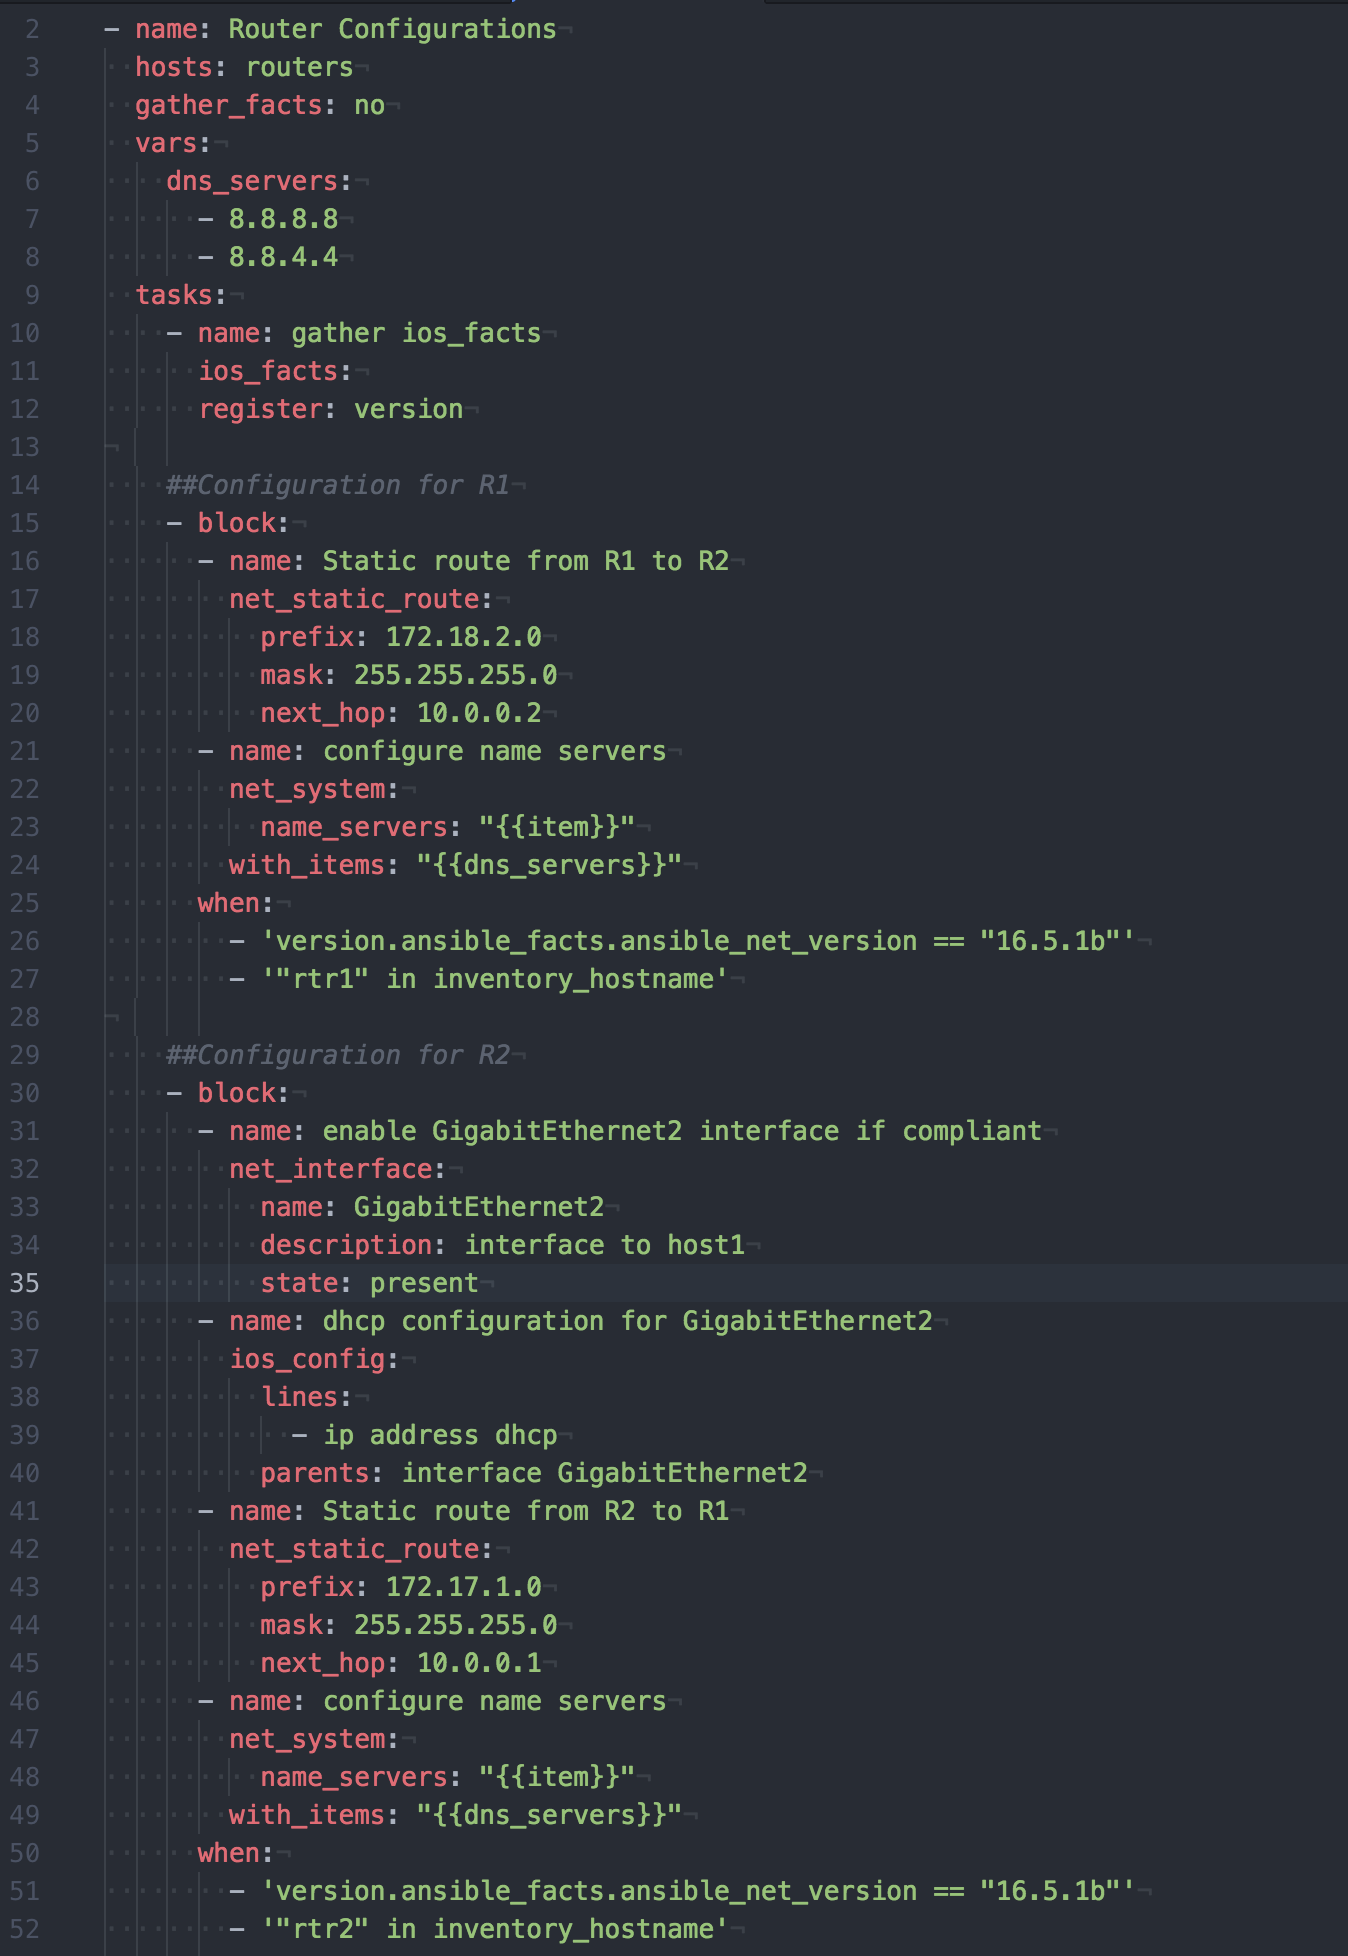 2 - name: Router Configurations
3 hosts: routers
4 gather_facts: no
5 vars:
6 dns_servers:
7 - 8.8.8.8
8 - 8.8.4.4
9 tasks:
10 - name: gather ios_facts
11 ios_facts:
12 register: version
13
14 ##Configuration for R1
15 - block:
16 - name: Static route from R1 to R2
17 net_static_route:
18 prefix: 172.18.2.0
19 mask: 255.255.255.0
20 next_hop: 10.0.0.2
21 - name: configure name servers
22 net_system:
23 name_servers: "{{item}}"
24 with_items: "{{dns_servers}}"
25 when:
26 - 'version.ansible_facts.ansible_net_version == "16.5.1b"'
27 - '"rtr1" in inventory_hostname'
28
29 ##Configuration for R2
30 - block:
31 - name: enable GigabitEthernet2 interface if compliant
32 net_interface:
33 name: GigabitEthernet2
34 description: interface to host1
35 state: present
36 - name: dhcp configuration for GigabitEthernet2
37 ios_config:
38 lines:
39 - ip address dhcp
40 parents: interface GigabitEthernet2
41 - name: Static route from R2 to R1
42 net_static_route:
43 prefix: 172.17.1.0
44 mask: 255.255.255.0
45 next_hop: 10.0.0.1
46 - name: configure name servers
47 net_system:
48 name_servers: "{{item}}"
49 with_items: "{{dns_servers}}"
50 when:
51 - 'version.ansible_facts.ansible_net_version == "16.5.1b"'
52 - '"rtr2" in inventory_hostname'